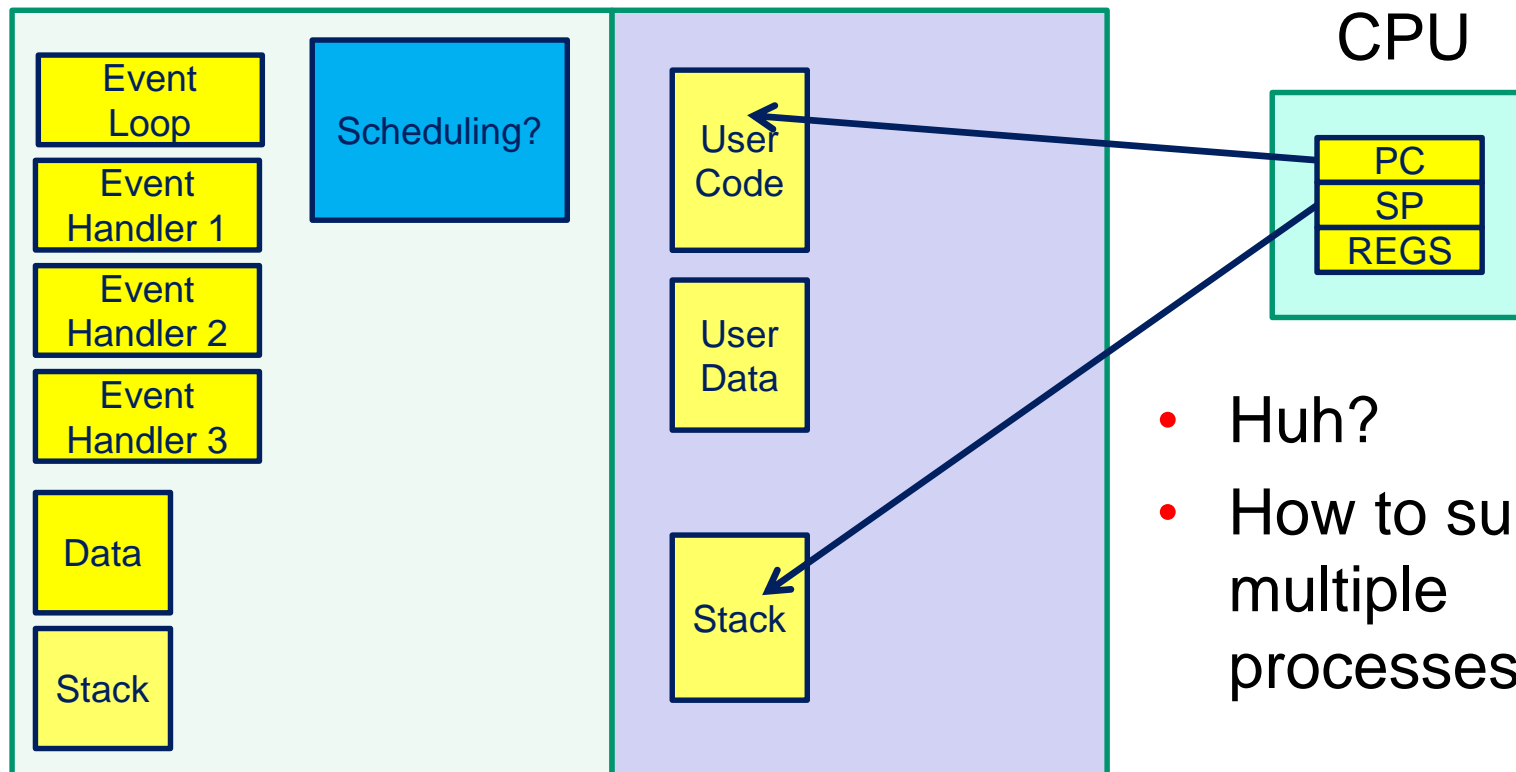 Event
Loop
Event
Handler 1
Event
Handler 2
Event
Handler 3
Data
Stack
Scheduling?
User
Code
User
Data
Stack
CPU
PC
SP
REGS
• Huh?
• How to su
multiple
processes